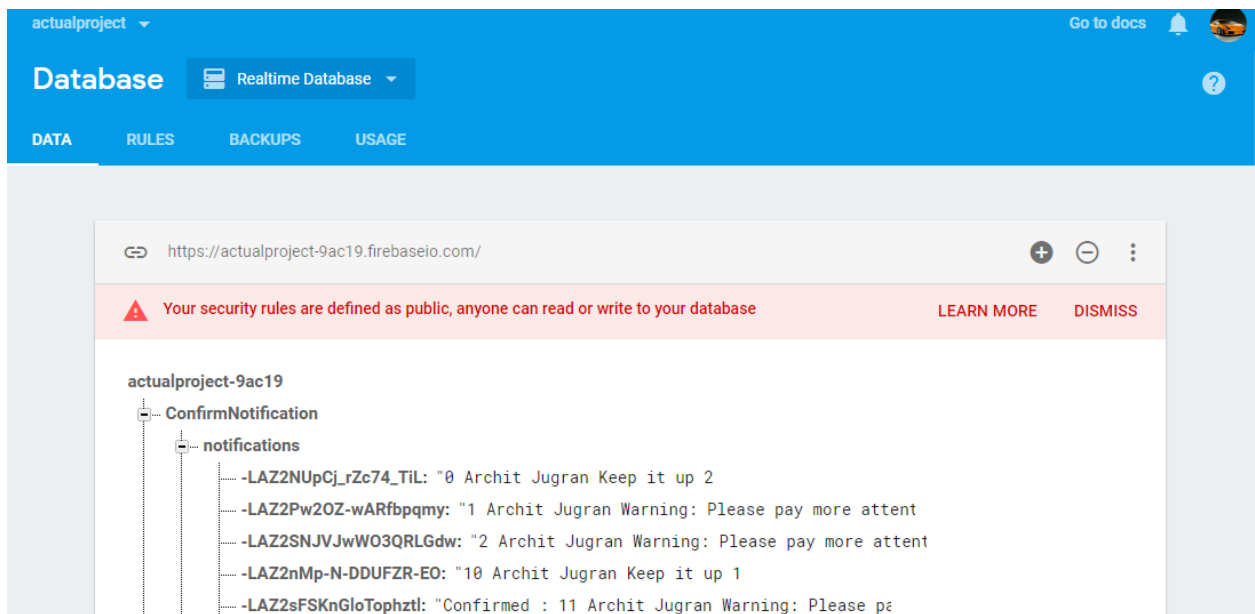 actualproject
Go to docs
Database
Realtime Database
DATA RULES BACKUPS USAGE
https://actualproject-9ac19.firebaseio.com/
Your security rules are defined as public, anyone can read or write to your database LEARN MORE DISMISS
actualproject-9ac19
ConfirmNotification
notifications
-LAZ2NUpCj_rZc74_TiL: "0 Archit Jugran Keep it up 2
-LAZ2Pw2OZ-wARfbpqmy: "1 Archit Jugran Warning: Please pay more attent
-LAZ2SNJVJwWO3QRLGdw: "2 Archit Jugran Warning: Please pay more attent
-LAZ2nMp-N-DDUFZR-EO: "10 Archit Jugran Keep it up 1
-LAZ2sFSKnGloTophztl: "Confirmed : 11 Archit Jugran Warning: Please pa